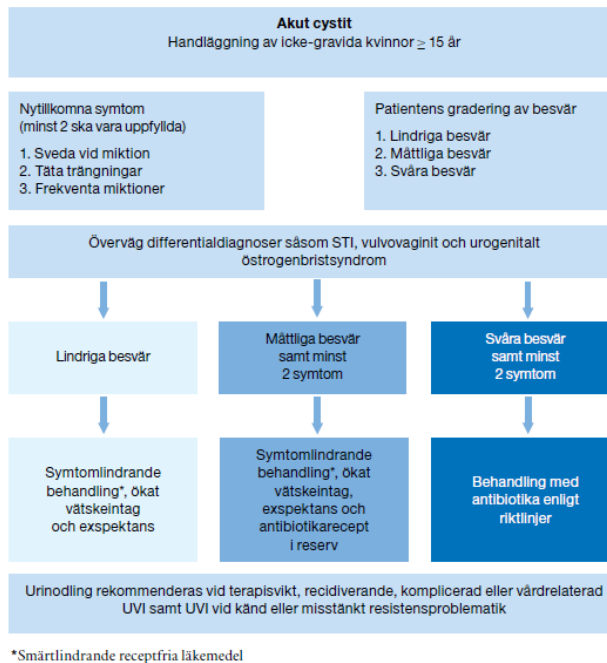 Akut cystit
Handläggning av icke-gravida kvinnor ≥ 15 år
Nytillkomna symtom
(minst 2 ska vara uppfyllda)
1. Sveda vid miktion
2. Täta trängningar
3. Frekventa miktioner
Patientens gradering av besvär
1. Lindriga besvär
2. Måttliga besvär
3. Svåra besvär
Överväg differentialdiagnoser såsom STI, vulvovaginit och urogenitalt
östrogenbristsyndrom
Lindriga besvär
Måttliga besvär
samt minst
2 symtom
Svåra besvär
samt minst
2 symtom
Symtomlindrande
behandling*, ökat
vätskeintag
och exspektans
Symtomlindrande
behandling*, ökat
vätskeintag,
exspektans och
antibiotikarecept
i reserv
Behandling med
antibiotika enligt
riktlinjer
Urinodling rekommenderas vid terapisvikt, recidiverande, komplicerad eller vårdrelaterad
UVI samt UVI vid känd eller misstänkt resistensproblematik
*Smärtlindrande receptfria läkemedel